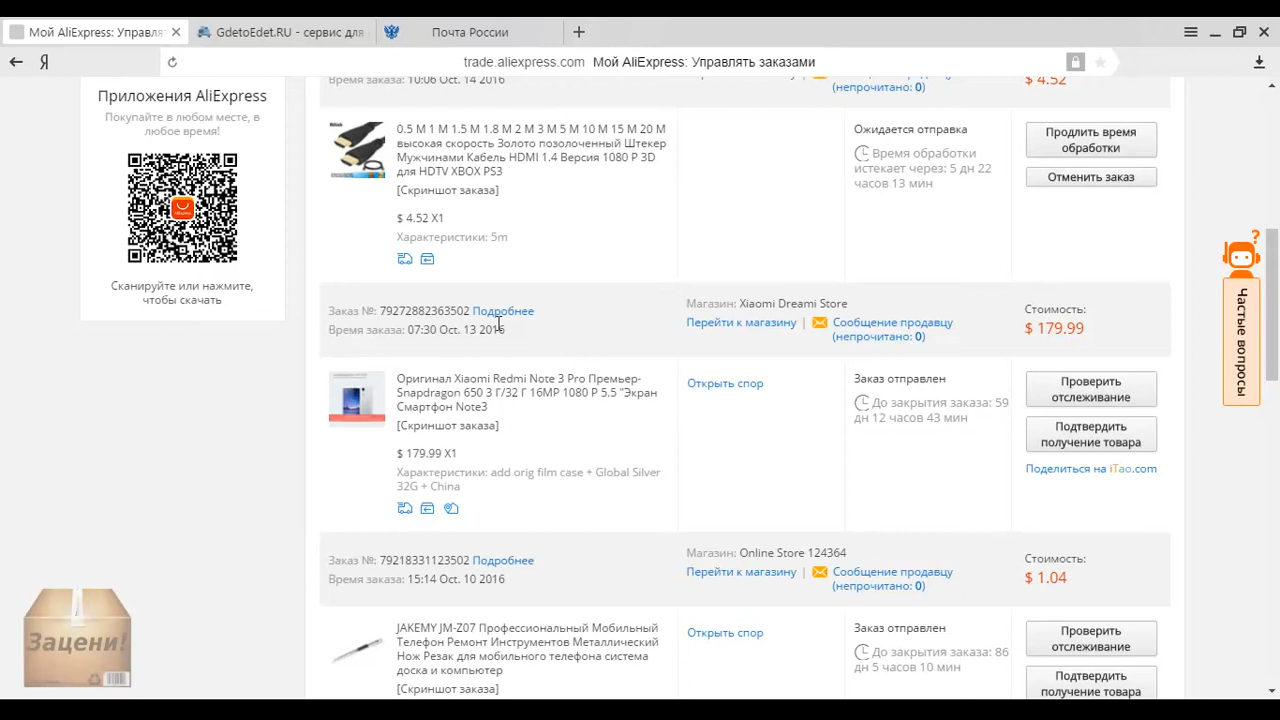 Мой AliExpress: Управлят
GdetoEdet.RU - сервис для
Почта России
trade.aliexpress.com Мой AliExpress: Управлять заказами
Приложения AliExpress
Покупайте в любом месте, в
любое время!
AliExpress
Сканируйте или нажмите,
чтобы скачать
10:06 Oct. 14 2016
(непрочитано: 0)
$ 4.52
0.5 М 1 М 1.5 М 1.8 М 2 М 3 М 5 М 10 М 15 М 20 М
высокая скорость Золото позолоченный Штекер
Мужчинами Кабель HDMI 1.4 Версия 1080 P 3D
для HDTV XBOX PS3
[Скриншот заказа]
$ 4.52 X1
Характеристики: 5m
Ожидается отправка
Время обработки
истекает через: 5 дн 22
часов 13 мин
Продлить время
обработки
Отменить заказ
Заказ №: 79272882363502 Подробнее
Время заказа: 07:30 Oct. 13 2016
Магазин: Xiaomi Dreami Store
Перейти к магазину | Сообщение продавцу
(непрочитано: 0)
Стоимость:
$ 179.99
Оригинал Xiaomi Redmi Note 3 Pro Премьер-
Snapdragon 650 3 Г/32 Г 16MP 1080 P 5.5 "Экран
Смартфон Note3
[Скриншот заказа]
$ 179.99 X1
Характеристики: add orig film case + Global Silver
32G + China
Открыть спор
Заказ отправлен
До закрытия заказа: 59
дн 12 часов 43 мин
Проверить
отслеживание
Подтвердить
получение товара
Поделиться на iTao.com
Заказ №: 79218331123502 Подробнее
Время заказа: 15:14 Oct. 10 2016
Магазин: Online Store 124364
Перейти к магазину | Сообщение продавцу
(непрочитано: 0)
Стоимость:
$ 1.04
JAKEMY JM-Z07 Профессиональный Мобильный
Телефон Ремонт Инструментов Металлический
Нож Резак для мобильного телефона система
доска и компьютер
[Скриншот заказа]
Открыть спор
Заказ отправлен
До закрытия заказа: 86
дн 5 часов 10 мин
Проверить
отслеживание
Подтвердить
получение товара
Частые вопросы
Зацени!